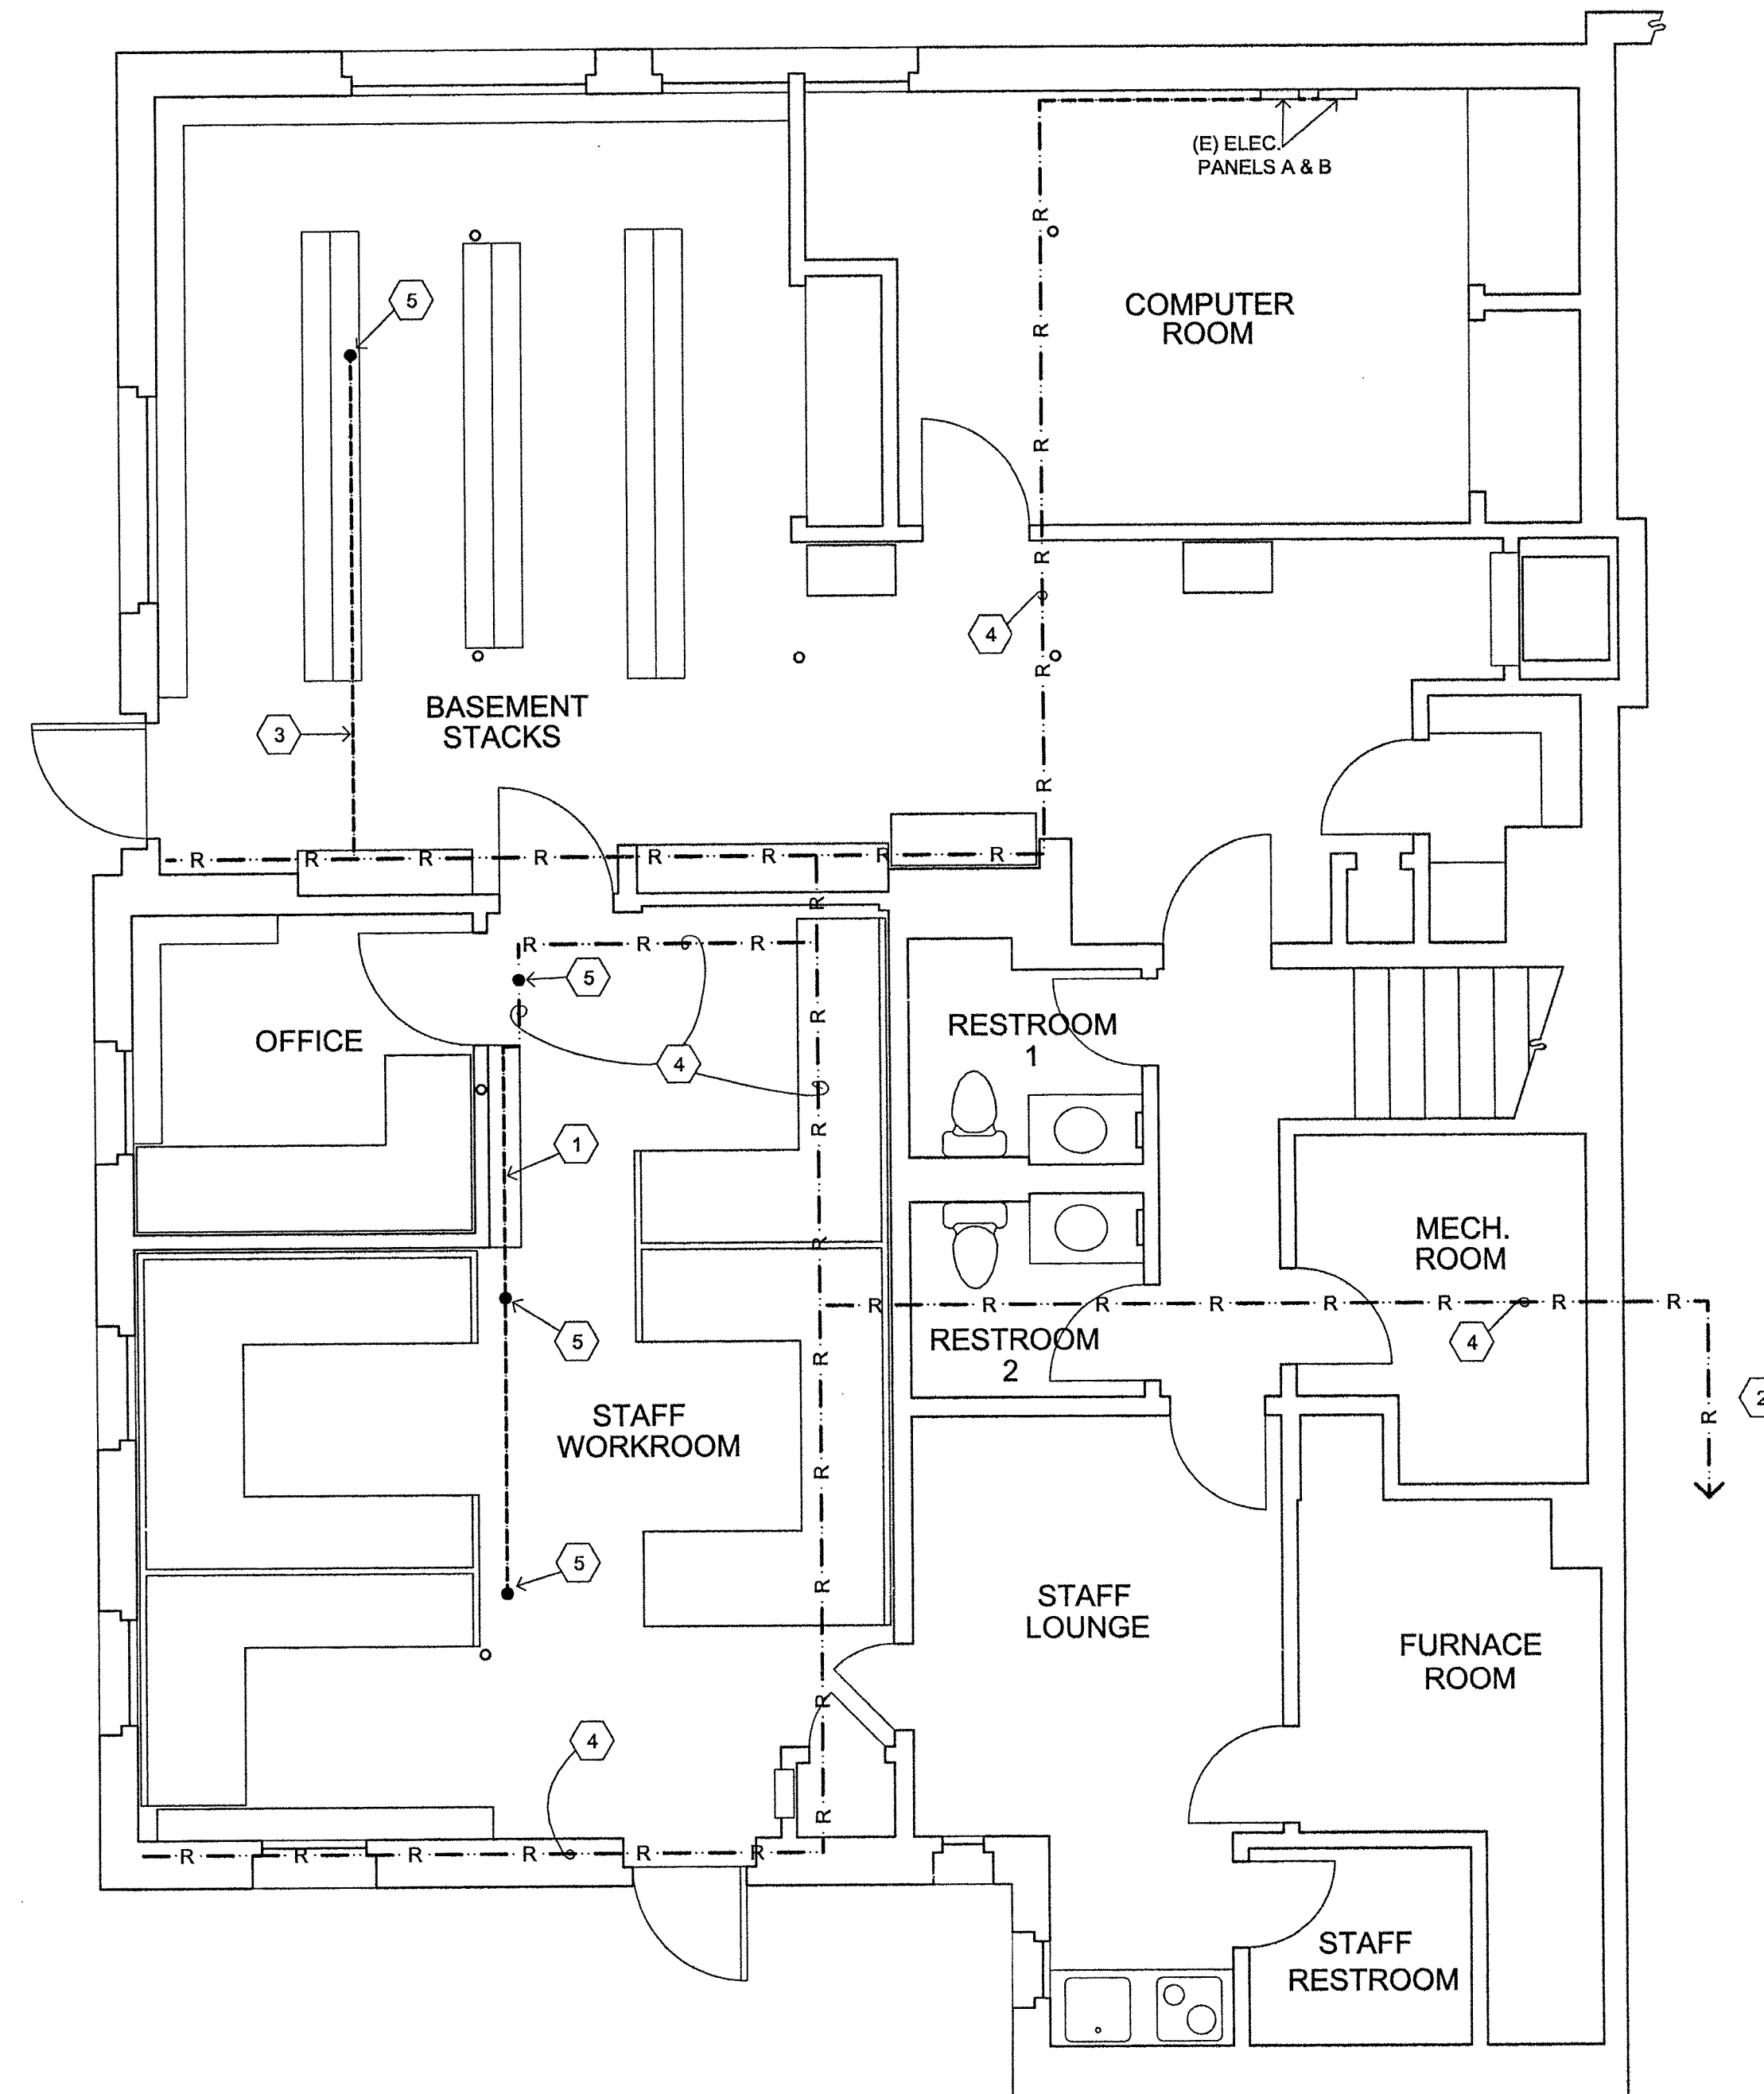 (E) ELEC.
PANELS A & B
R
R
5
COMPUTER
ROOM
R
R
4
R
BASEMENT
STACKS
3
R
R R R R R R R R
R
R R R
5
R
OFFICE
RESTROOM
1
4
R
1
MECH.
ROOM
R
R R R R R R R R
5
RESTROOM
2
4
R
2
STAFF
WORKROOM
R
R
5
R
STAFF
LOUNGE
FURNACE
ROOM
R
4
R
R R R R R R
STAFF
RESTROOM